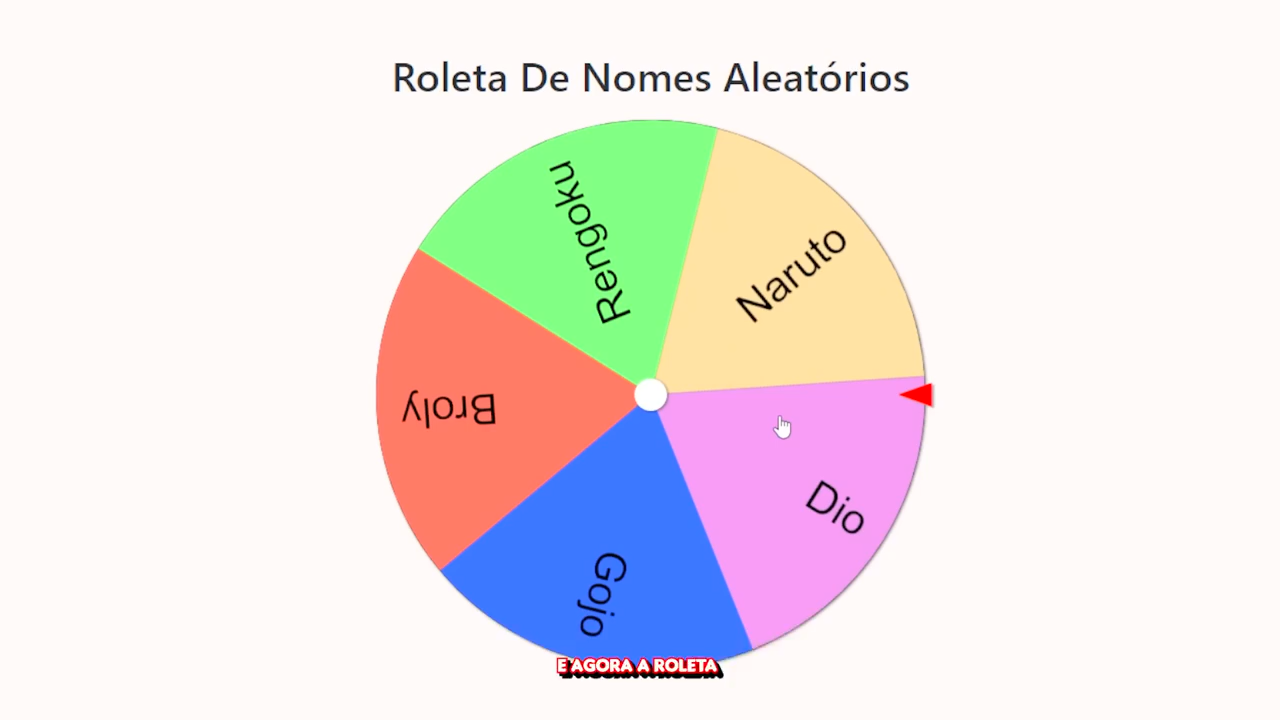 Roleta De Nomes Aleatórios
Rengoku
Naruto
Broly
Dio
Gojo
E AGORA A ROLETA